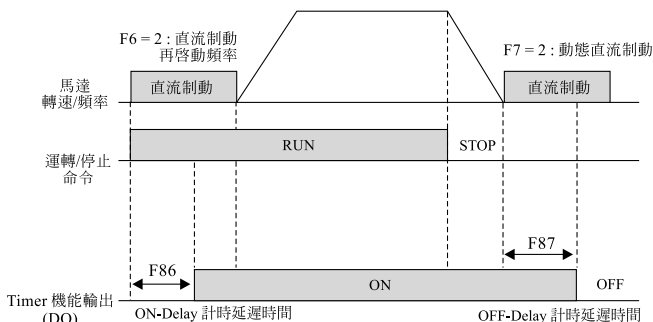 F6 = 2 : 直流制動
再啓動頻率
F7 = 2 : 動態直流制動
馬達
轉速/頻率
直流制動
直流制動
運轉/停止
命令
RUN
STOP
F86
F87
ON
OFF
Timer 機能輸出
(DO)
ON-Delay 計時延遲時間
OFF-Delay 計時延遲時間